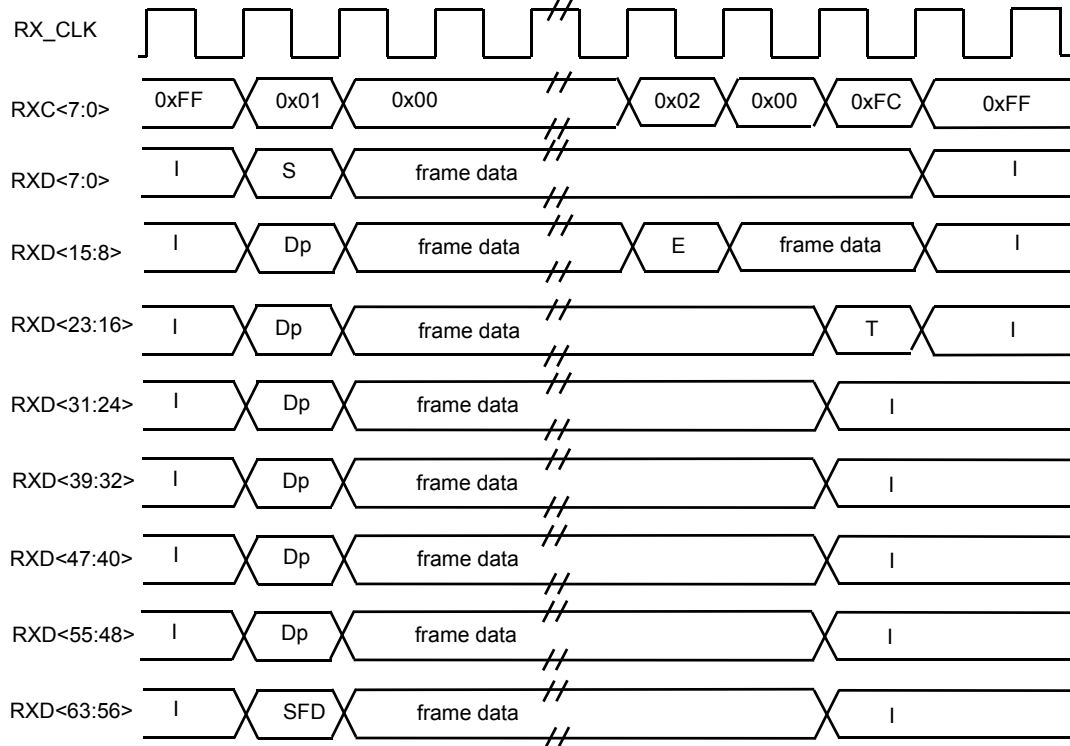 RX_CLK
RXC<7:0> 0xFF 0x01 0x00 0x02 0x00 0xFC 0xFF
RXD<7:0> I S frame data I
RXD<15:8> I Dp frame data E frame data I
RXD<23:16> I Dp frame data T I
RXD<31:24> I Dp frame data I
RXD<39:32> I Dp frame data I
RXD<47:40> I Dp frame data I
RXD<55:48> I Dp frame data I
RXD<63:56> I SFD frame data I